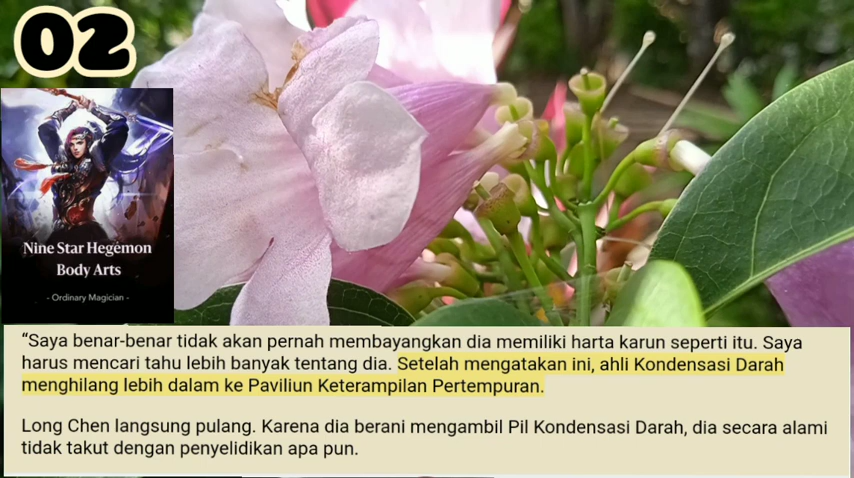 02
Nine Star Hegemon
Body Arts
- Ordinary Magician -
“Saya benar-benar tidak akan pernah membayangkan dia memiliki harta karun seperti itu. Saya
harus mencari tahu lebih banyak tentang dia. Setelah mengatakan ini, ahli Kondensasi Darah
menghilang lebih dalam ke Paviliun Keterampilan Pertempuran.
Long Chen langsung pulang. Karena dia berani mengambil Pil Kondensasi Darah, dia secara alami
tidak takut dengan penyelidikan apa pun.